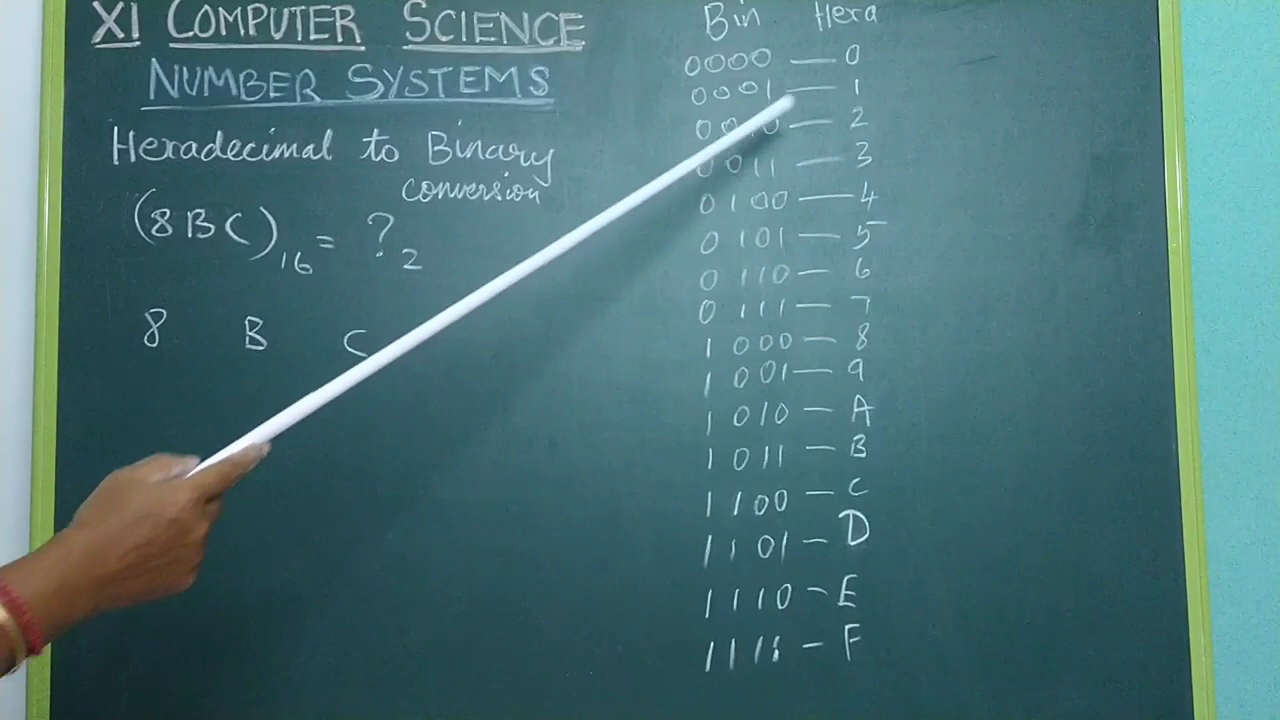 XI COMPUTER SCIENCE
NUMBER SYSTEMS
Hexadecimal to Binary
conversion
(8BC)16 = ?2
8 B C
Bin Hexa
0000 — 0
0001 — 1
0010 — 2
0011 — 3
0100 — 4
0101 — 5
0110 — 6
0111 — 7
1000 — 8
1001 — 9
1010 — A
1011 — B
1100 — C
1101 — D
1110 — E
1111 — F